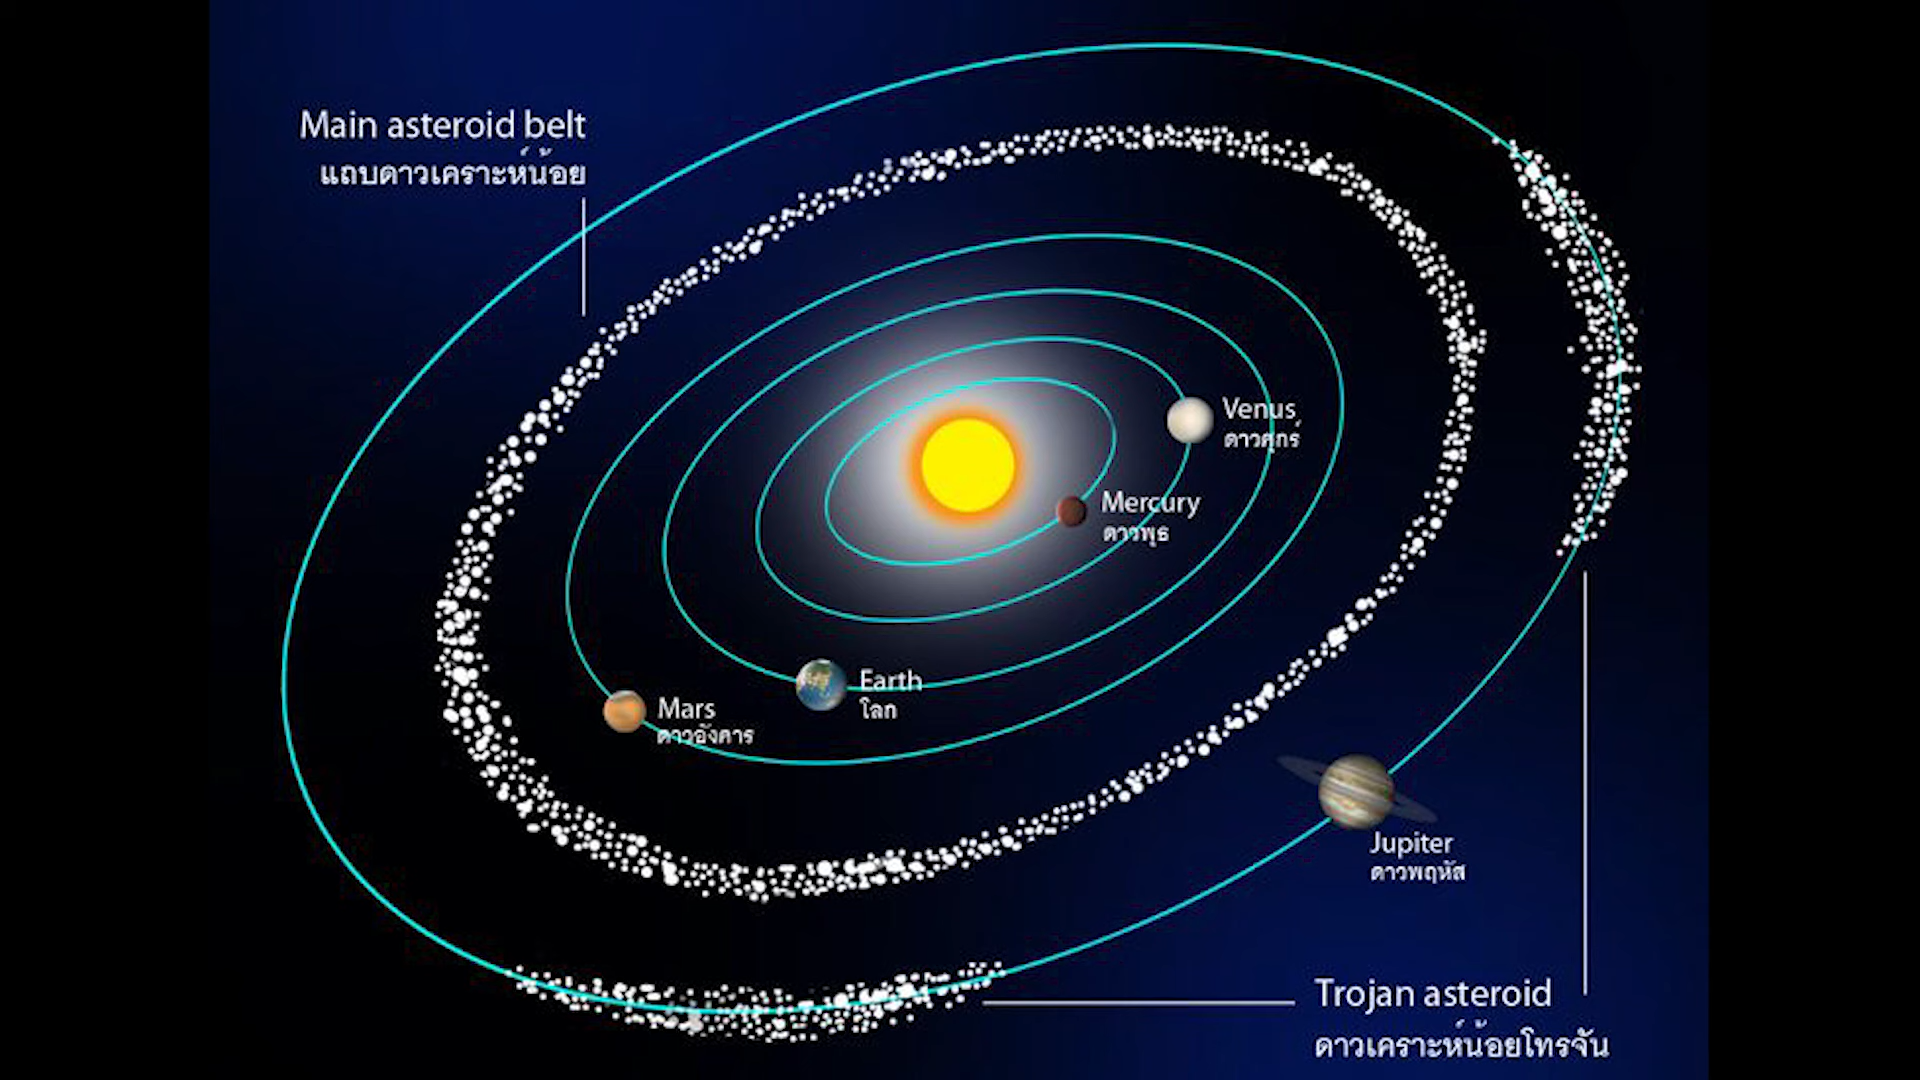 Main asteroid belt
แถบดาวเคราะห์น้อย
Venus
ดาวศุกร์
Mercury
ดาวพุธ
Earth
โลก
Mars
ดาวอังคาร
Jupiter
ดาวพฤหัส
Trojan asteroid
ดาวเคราะห์น้อยโทรจัน